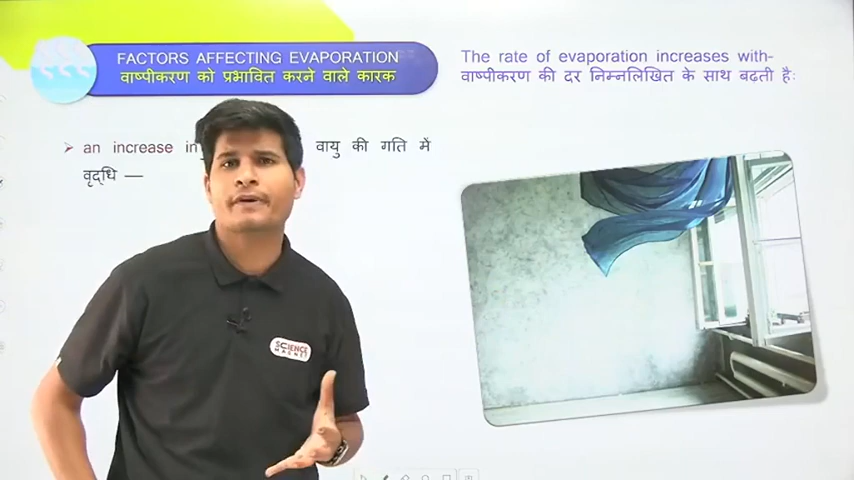 FACTORS AFFECTING EVAPORATION
वाष्पीकरण को प्रभावित करने वाले कारक
The rate of evaporation increases with-
वाष्पीकरण की दर निम्नलिखित के साथ बढती हैः
an increase in वायु की गति में
वृद्धि —
SCIENCE
MAGNET